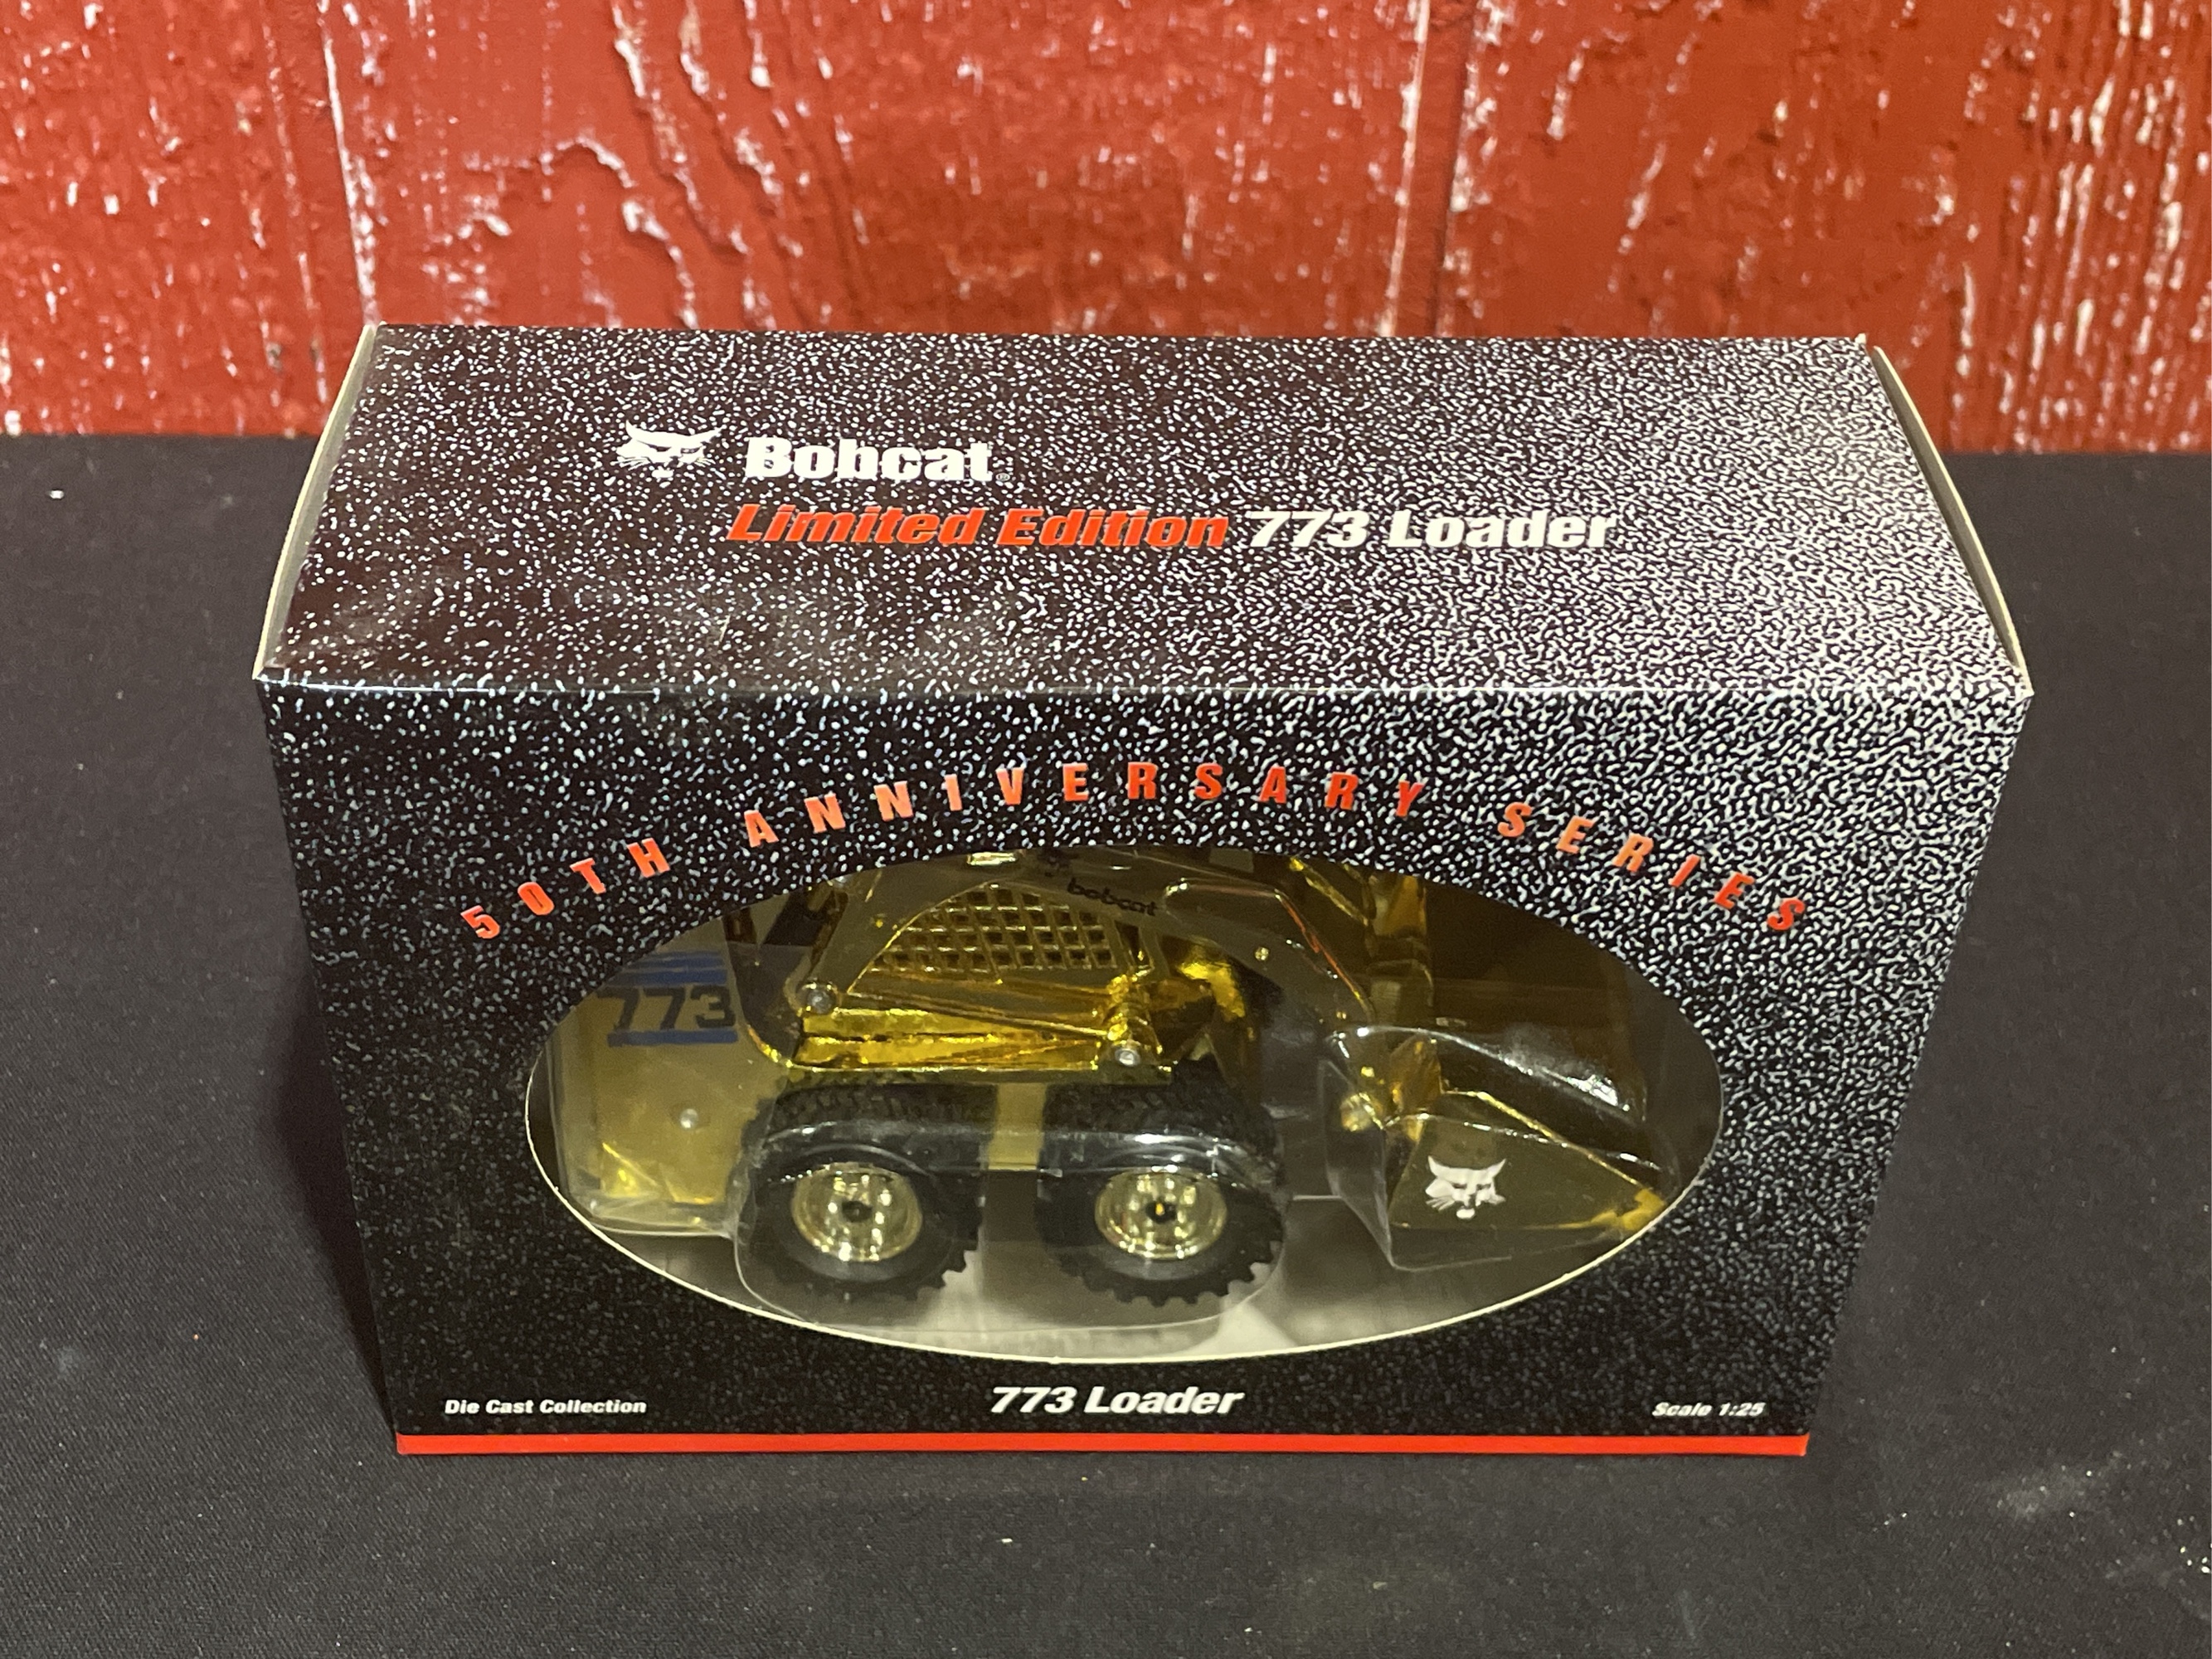 Bobcat®
Limited Edition 773 Loader
50TH ANNIVERSARY SERIES
bobcat
773
Die Cast Collection
773 Loader
Scale 1:25